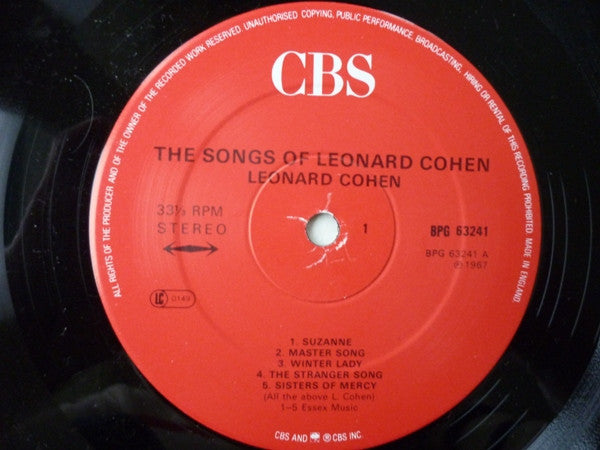 ALL RIGHTS OF THE PRODUCER AND OF THE OWNER OF THE RECORDED WORK RESERVED. UNAUTHORISED COPYING, PUBLIC PERFORMANCE, BROADCASTING, HIRING OR RENTAL OF THIS RECORDING PROHIBITED. MADE IN ENGLAND.
CBS
THE SONGS OF LEONARD COHEN
LEONARD COHEN
33⅓ RPM
STEREO
1
BPG 63241
BPG 63241 A
℗ 1967
LC 0149
1. SUZANNE
2. MASTER SONG
3. WINTER LADY
4. THE STRANGER SONG
5. SISTERS OF MERCY
(All the above L. Cohen)
1–5 Essex Music
CBS AND ® CBS INC.